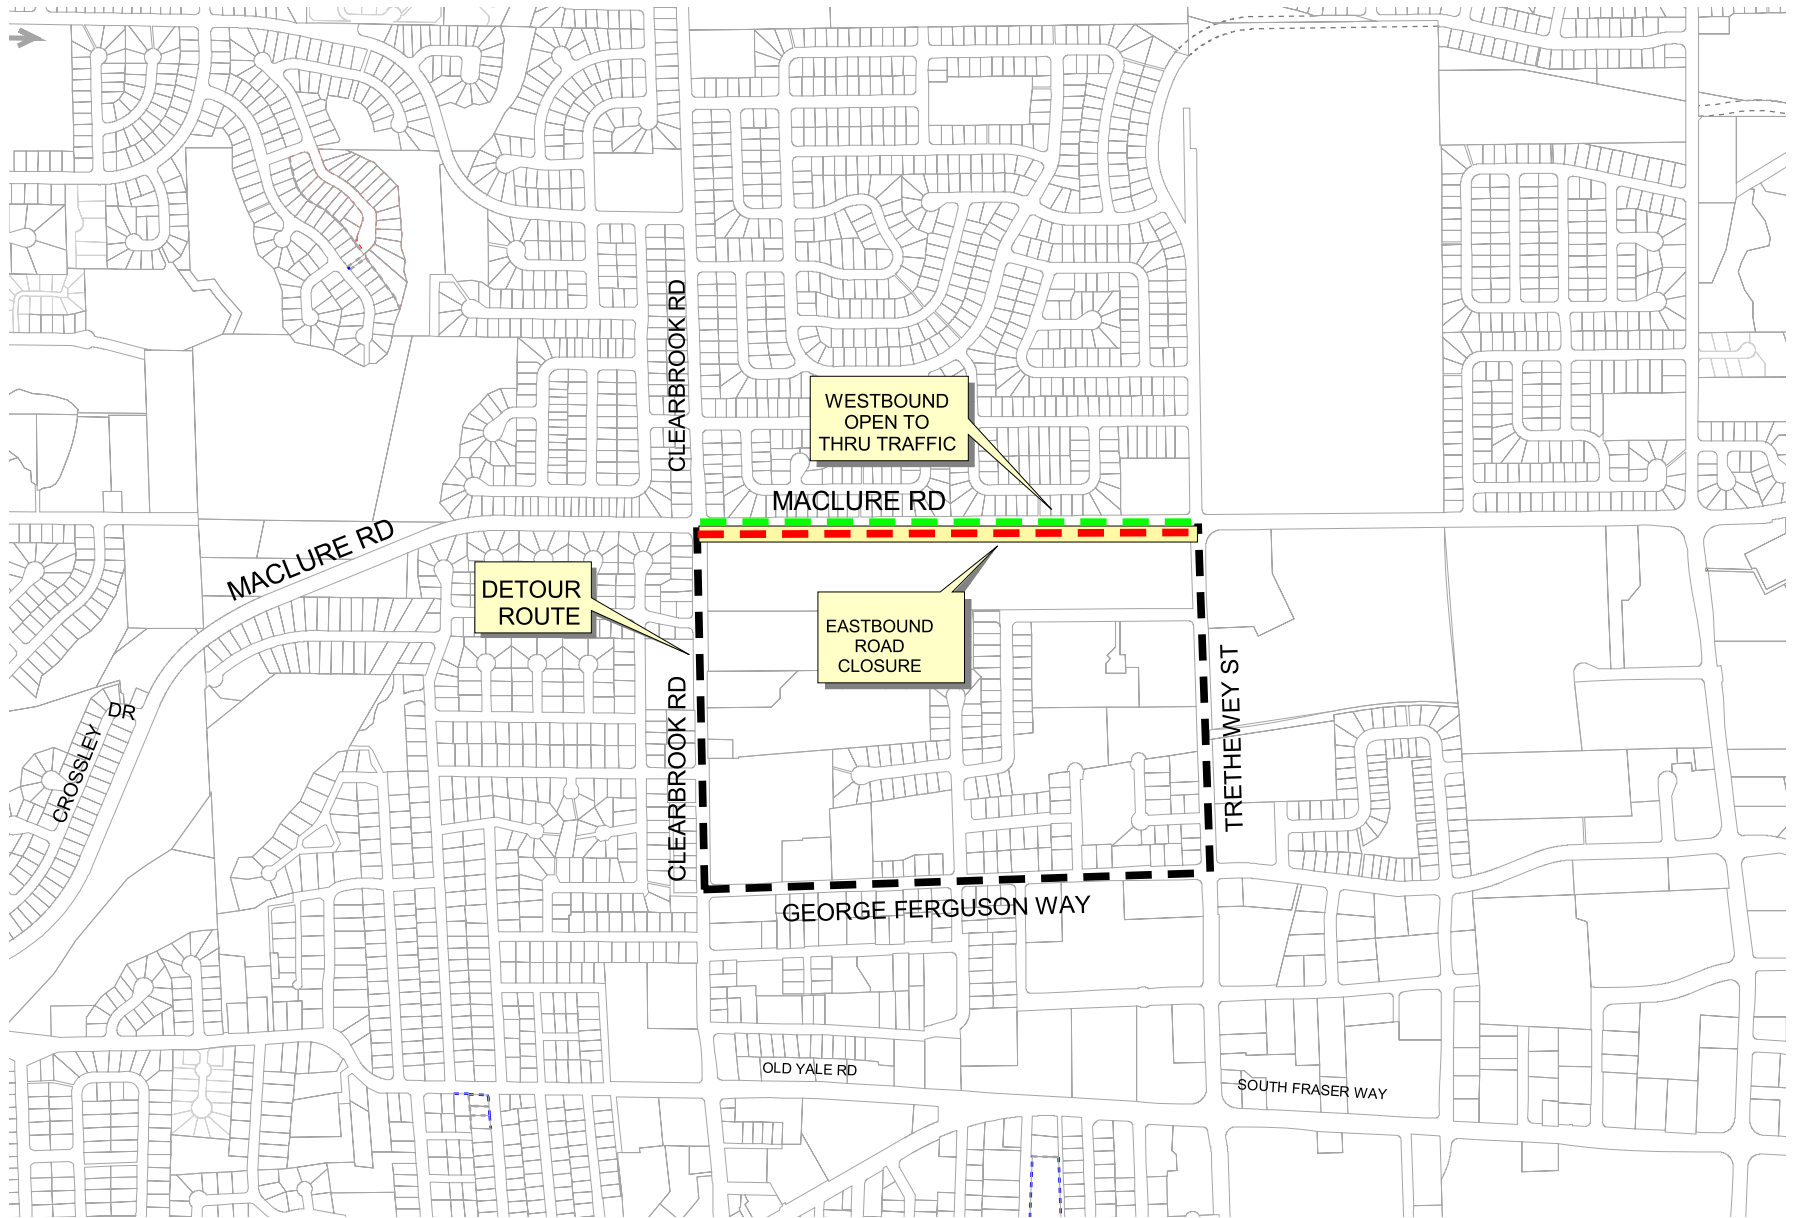 CLEARBROOK RD
WESTBOUND
OPEN TO
THRU TRAFFIC
MACLURE RD
MACLURE RD
DETOUR
ROUTE
EASTBOUND
ROAD
CLOSURE
CLEARBROOK RD
TRETHEWEY ST
CROSSLEY
DR
GEORGE FERGUSON WAY
OLD YALE RD
SOUTH FRASER WAY